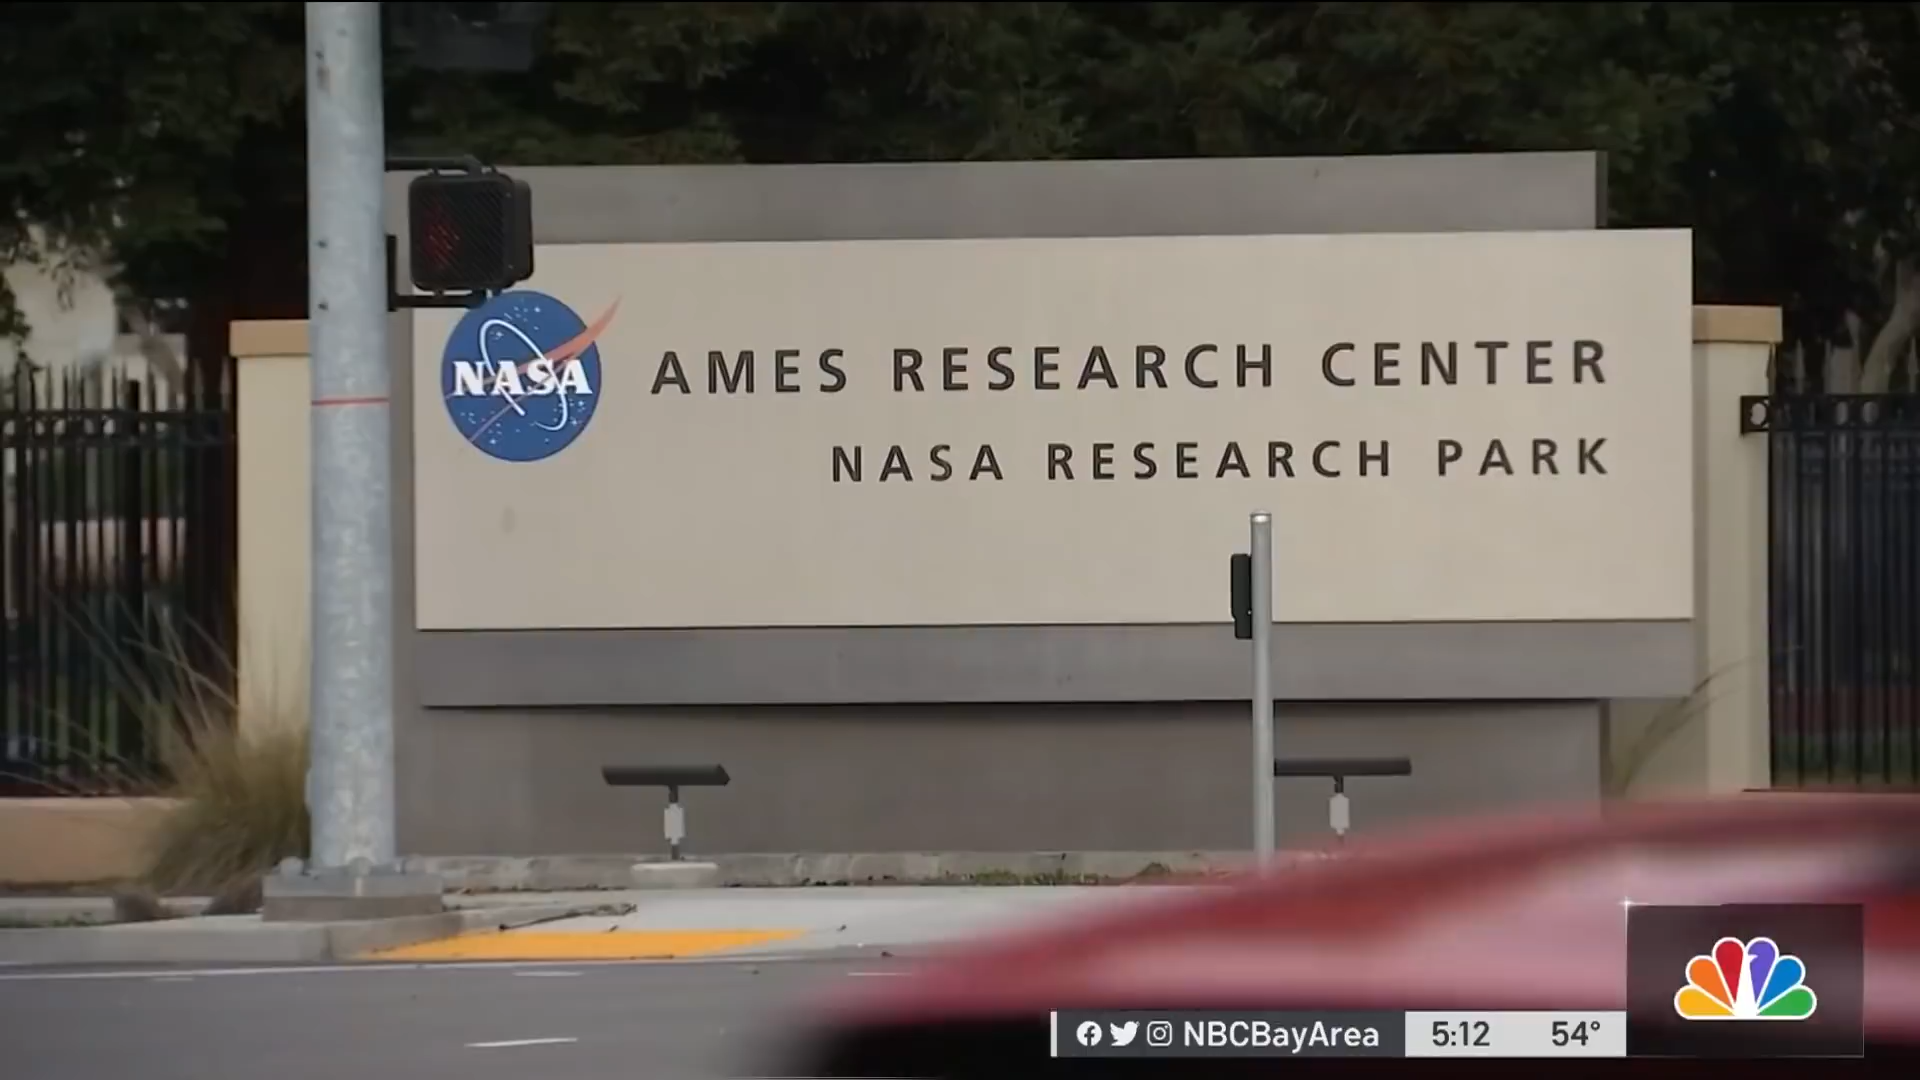 NASA
AMES RESEARCH CENTER
NASA RESEARCH PARK
NBCBayArea
5:12
54°